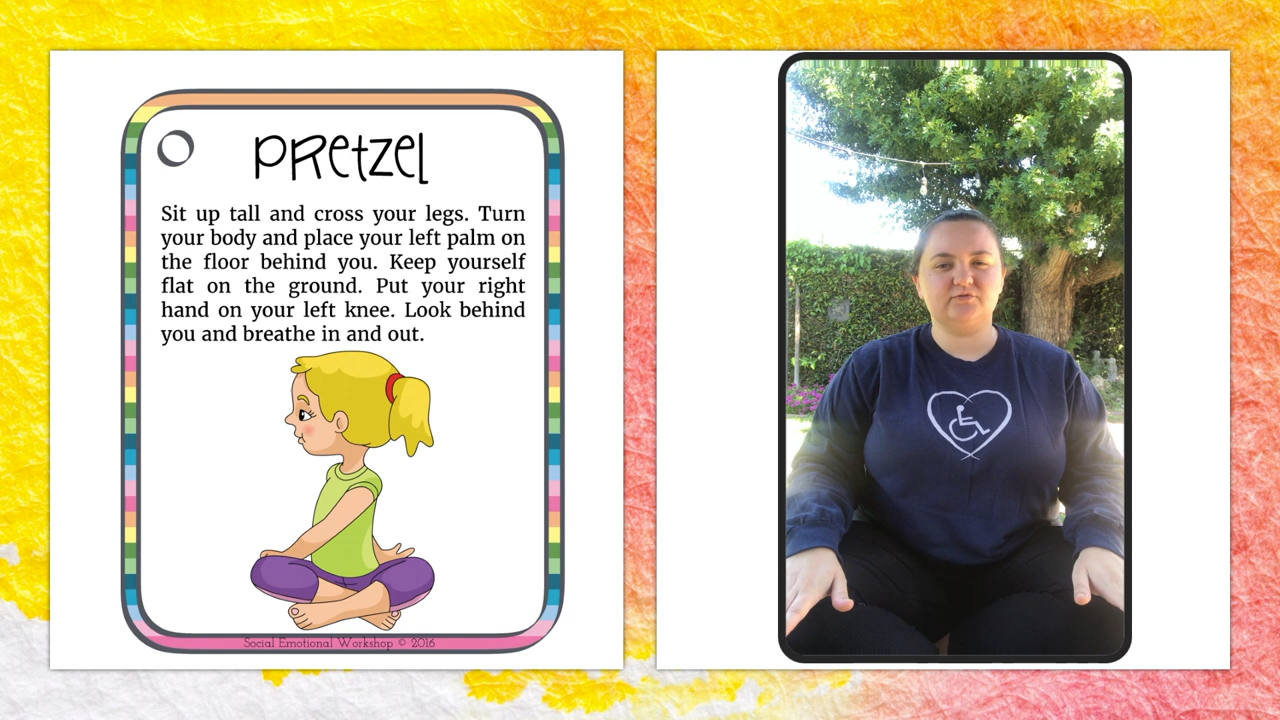 PRetzel
Sit up tall and cross your legs. Turn
your body and place your left palm on
the floor behind you. Keep yourself
flat on the ground. Put your right
hand on your left knee. Look behind
you and breathe in and out.
Social Emotional Workshop © 2016